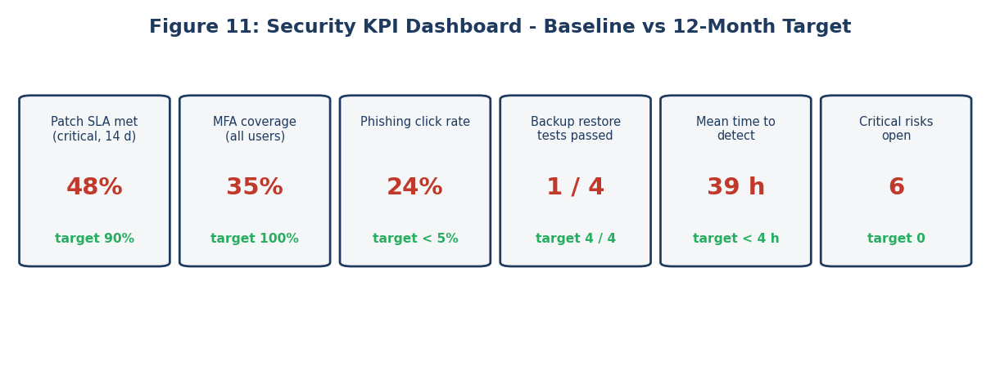 Figure 11: Security KPI Dashboard - Baseline vs 12-Month Target
Patch SLA met
(critical, 14 d)
48%
target 90%
MFA coverage
(all users)
35%
target 100%
Phishing click rate
24%
target < 5%
Backup restore
tests passed
1 / 4
target 4 / 4
Mean time to
detect
39 h
target < 4 h
Critical risks
open
6
target 0